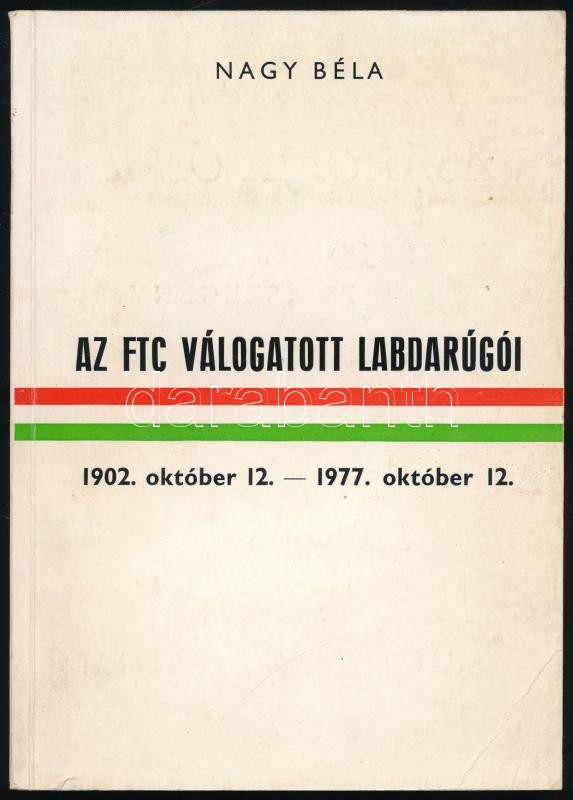 NAGY BÉLA
AZ FTC VÁLOGATOTT LABDARÚGÓI
darabanth
1902. október 12. — 1977. október 12.